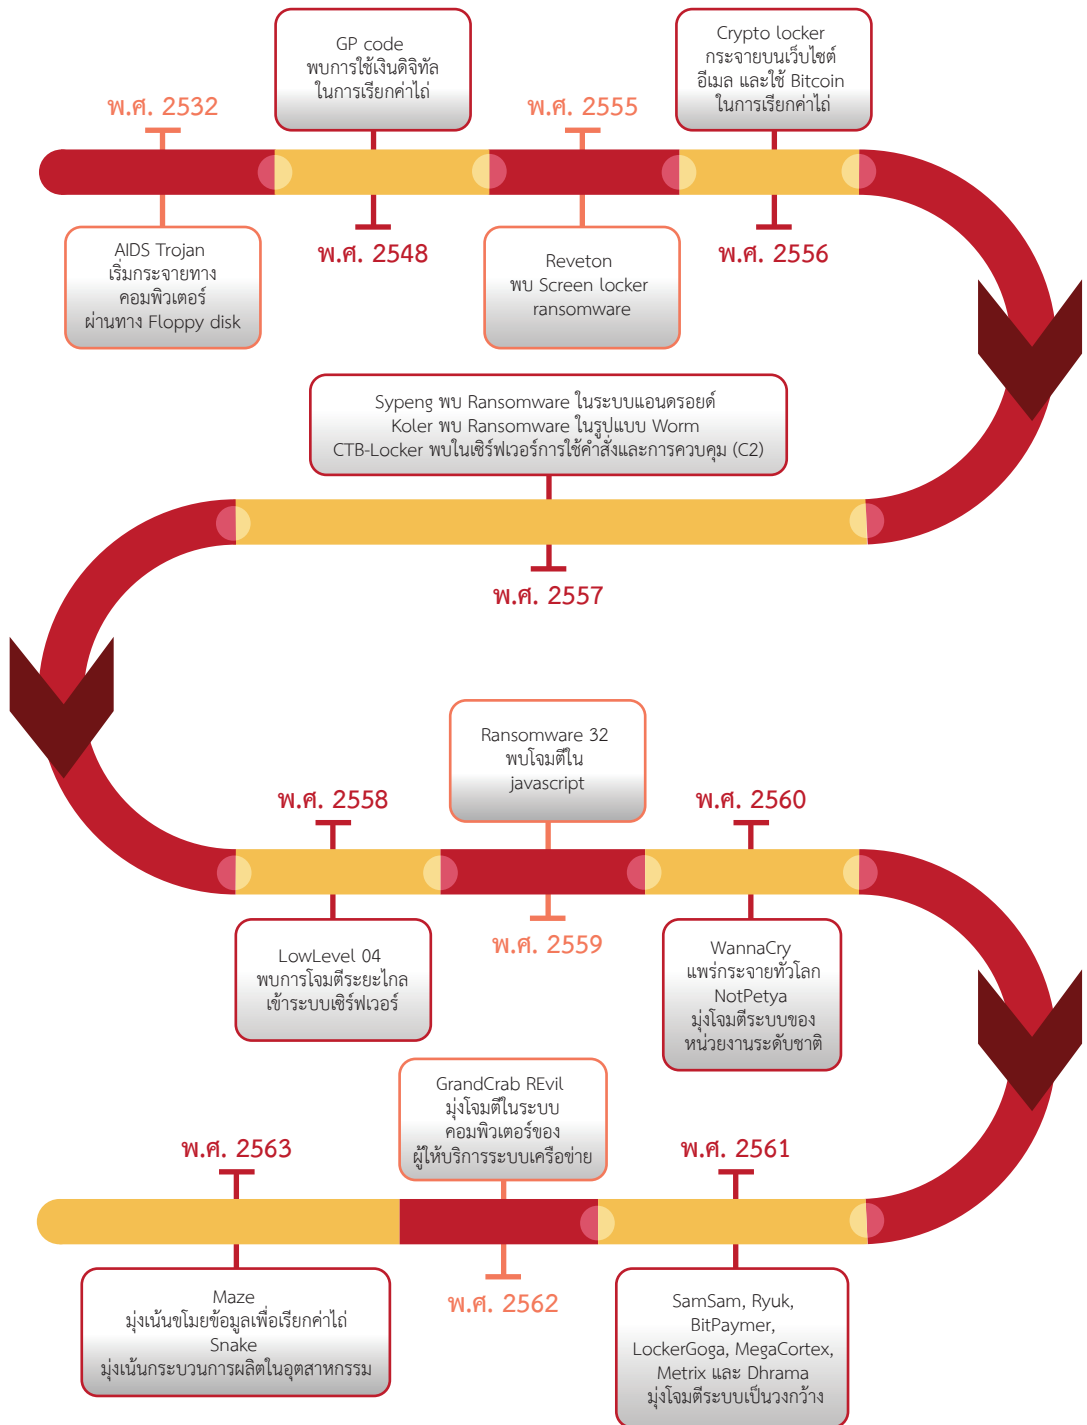 GP code
พบการใช้เงินดิจิทัล
ในการเรียกค่าไถ่
Crypto locker
กระจายบนเว็บไซต์
อีเมล และใช้ Bitcoin
ในการเรียกค่าไถ่
พ.ศ. 2532
พ.ศ. 2555
AIDS Trojan
เริ่มกระจายทาง
คอมพิวเตอร์
ผ่านทาง Floppy disk
พ.ศ. 2548
Reveton
พบ Screen locker
ransomware
พ.ศ. 2556
Sypeng พบ Ransomware ในระบบแอนดรอยด์
Koler พบ Ransomware ในรูปแบบ Worm
CTB-Locker พบในเซิร์ฟเวอร์การใช้คำสั่งและการควบคุม (C2)
พ.ศ. 2557
พ.ศ. 2558
Ransomware 32
พบโจมตีใน
javascript
พ.ศ. 2560
LowLevel 04
พบการโจมตีระยะไกล
เข้าระบบเซิร์ฟเวอร์
พ.ศ. 2559
WannaCry
แพร่กระจายทั่วโลก
NotPetya
มุ่งโจมตีระบบของ
หน่วยงานระดับชาติ
พ.ศ. 2563
GrandCrab REvil
มุ่งโจมตีในระบบ
คอมพิวเตอร์ของ
ผู้ให้บริการระบบเครือข่าย
พ.ศ. 2561
Maze
มุ่งเน้นขโมยข้อมูลเพื่อเรียกค่าไถ่
Snake
มุ่งเน้นกระบวนการผลิตในอุตสาหกรรม
พ.ศ. 2562
SamSam, Ryuk,
BitPaymer,
LockerGoga, MegaCortex,
Metrix และ Dhrama
มุ่งโจมตีระบบเป็นวงกว้าง